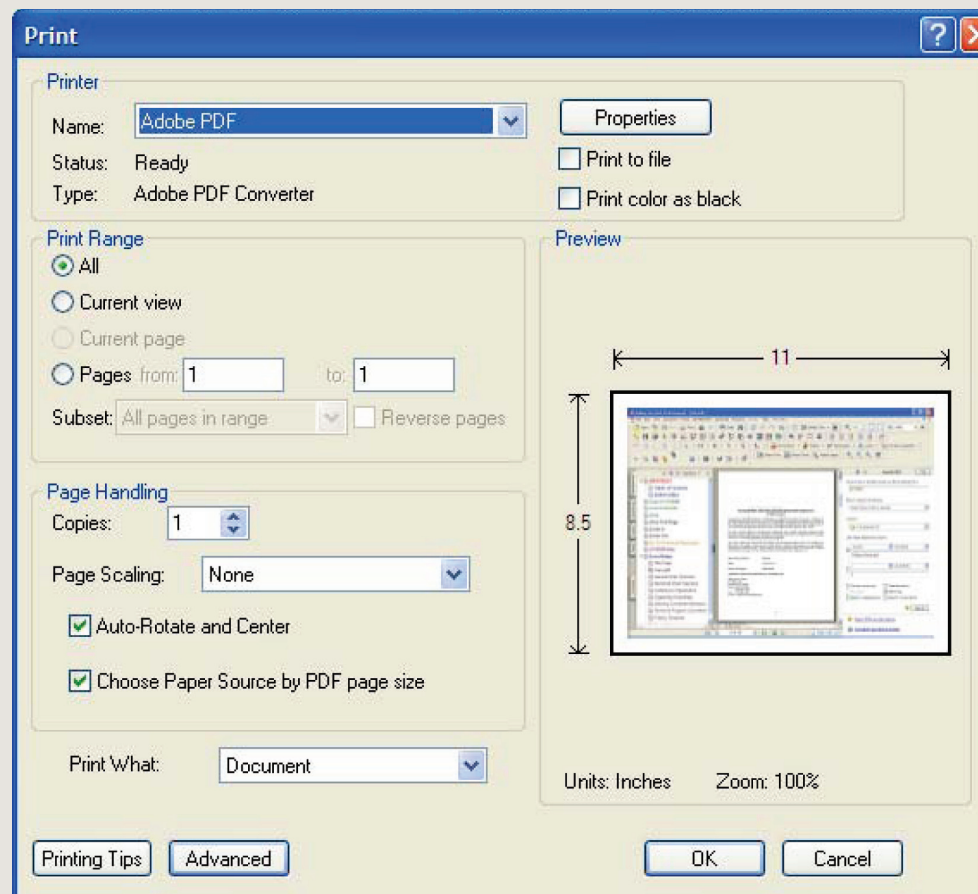 Print
Printer
Name: Adobe PDF Properties
Status: Ready Print to file
Type: Adobe PDF Converter Print color as black
Print Range
All
Current view
Current page
Pages from: 1 to: 1
Subset: All pages in range Reverse pages
Page Handling
Copies: 1
Page Scaling: None
Auto-Rotate and Center
Choose Paper Source by PDF page size
Print What: Document
Preview
11
8.5
Units: Inches Zoom: 100%
Printing Tips Advanced OK Cancel